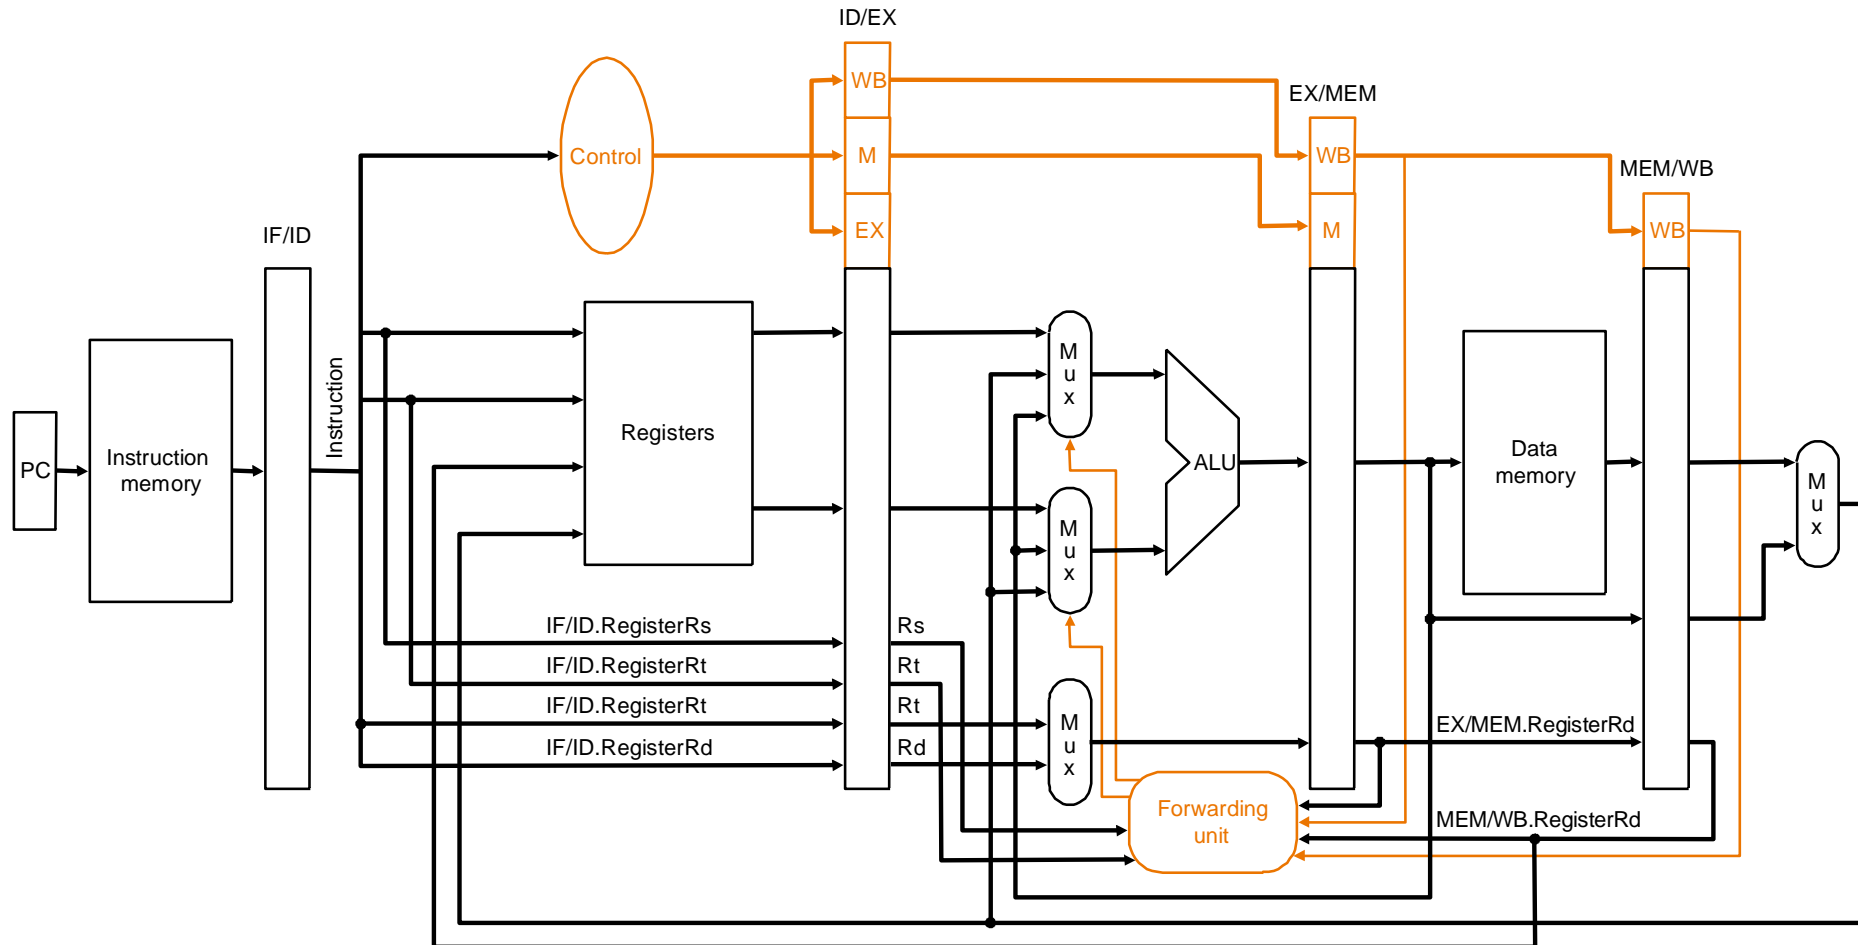 ID/EX
WB
EX/MEM
Control
M
WB
MEM/WB
IF/ID
EX
M
WB
Instruction
M
u
x
PC
Instruction
memory
Registers
ALU
Data
memory
M
u
x
M
u
x
IF/ID.RegisterRs
Rs
IF/ID.RegisterRt
Rt
IF/ID.RegisterRt
Rt
IF/ID.RegisterRd
Rd
M
u
x
EX/MEM.RegisterRd
Forwarding
unit
MEM/WB.RegisterRd